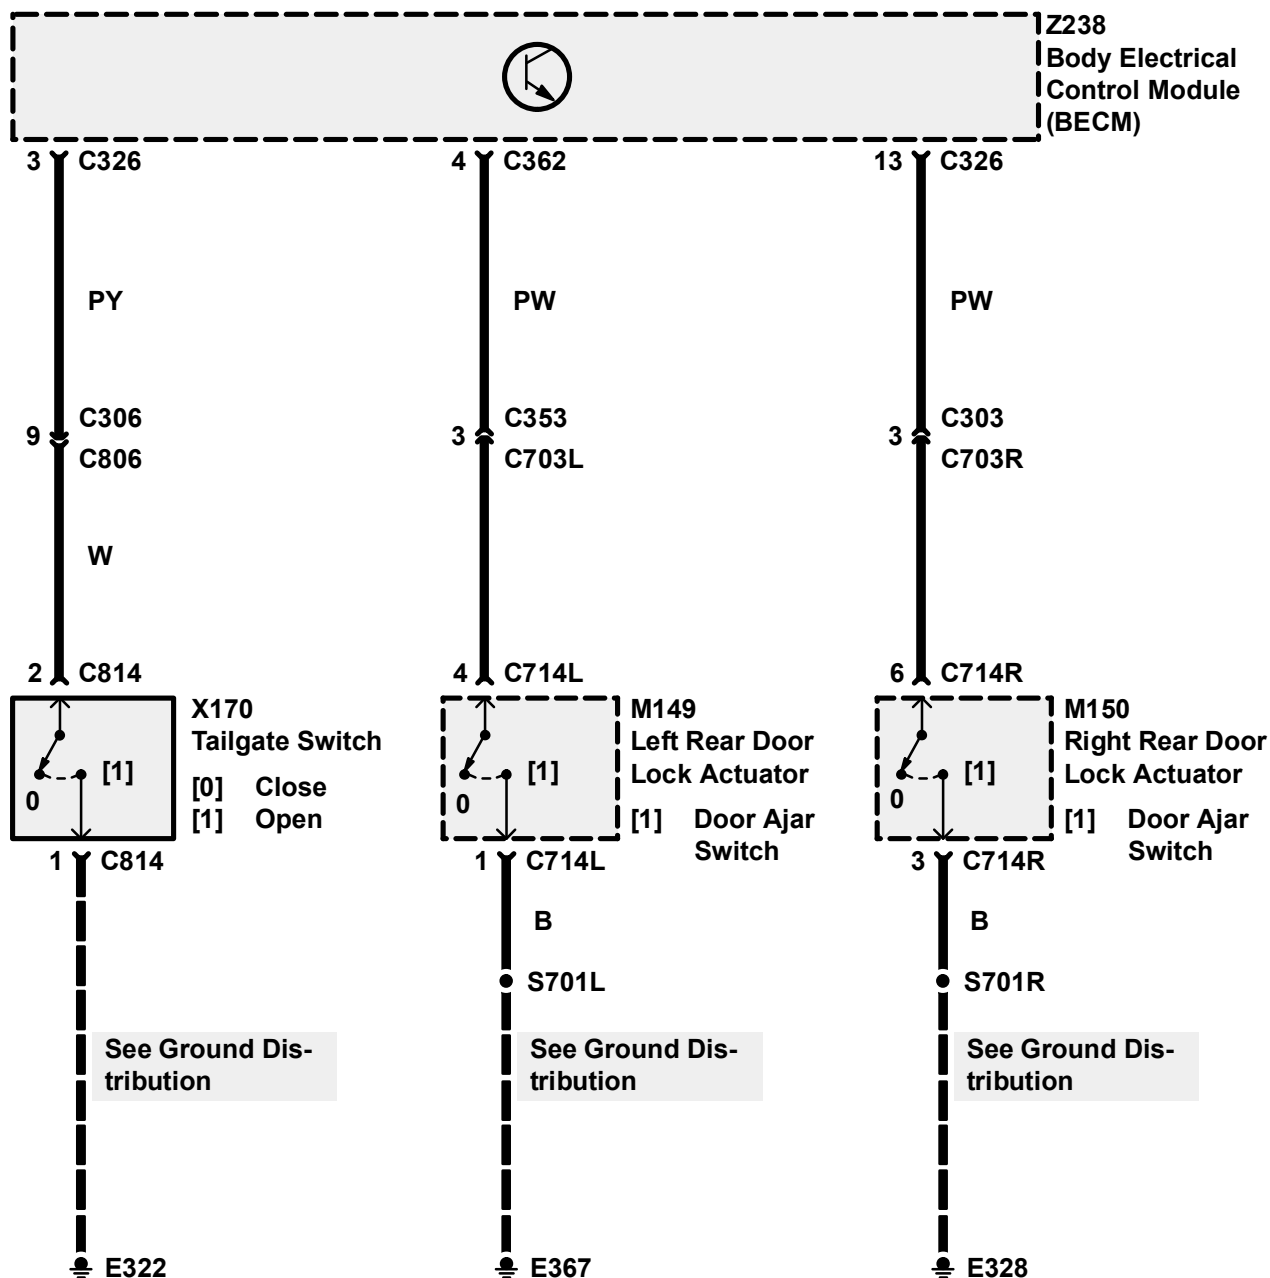 Z238
Body Electrical
Control Module
(BECM)
3 C326
4 C362
13 C326
PY
PW
PW
9
C306
C806
3
C353
C703L
3
C303
C703R
W
2 C814
4 C714L
6 C714R
X170
Tailgate Switch
[0] Close
[1] Open
[1]
0
M149
Left Rear Door
Lock Actuator
[1] Door Ajar
Switch
[1]
0
M150
Right Rear Door
Lock Actuator
[1] Door Ajar
Switch
[1]
0
1 C814
1 C714L
3 C714R
B
B
S701L
S701R
See Ground Dis-
tribution
See Ground Dis-
tribution
See Ground Dis-
tribution
E322
E367
E328